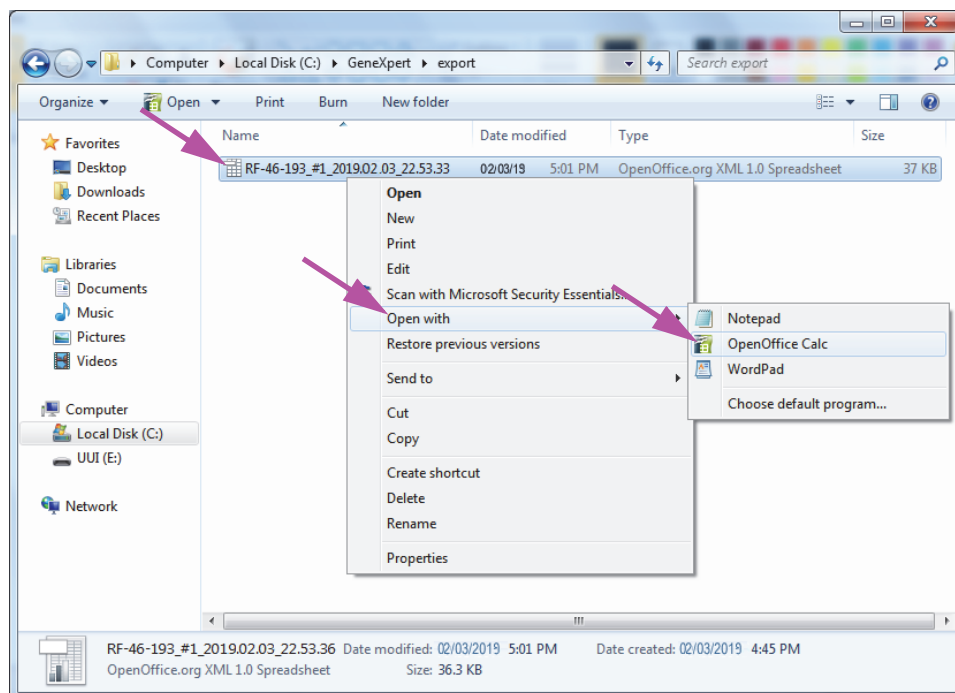 Computer Local Disk (C:) GeneXpert export Search export
Organize Open Print Burn New folder
Name Date modified Type Size
RF-46-193_#1_2019.02.03_22.53.33 02/03/19 5:01 PM OpenOffice.org XML 1.0 Spreadsheet 37 KB
Favorites
Desktop
Downloads
Recent Places
Libraries
Documents
Music
Pictures
Videos
Computer
Local Disk (C:)
UUI (E:)
Network
Open
New
Print
Edit
Scan with Microsoft Security Essentials...
Open with
Restore previous versions
Send to
Cut
Copy
Create shortcut
Delete
Rename
Properties
Notepad
OpenOffice Calc
WordPad
Choose default program...
RF-46-193_#1_2019.02.03_22.53.36 Date modified: 02/03/2019 5:01 PM Date created: 02/03/2019 4:45 PM
OpenOffice.org XML 1.0 Spreadsheet Size: 36.3 KB